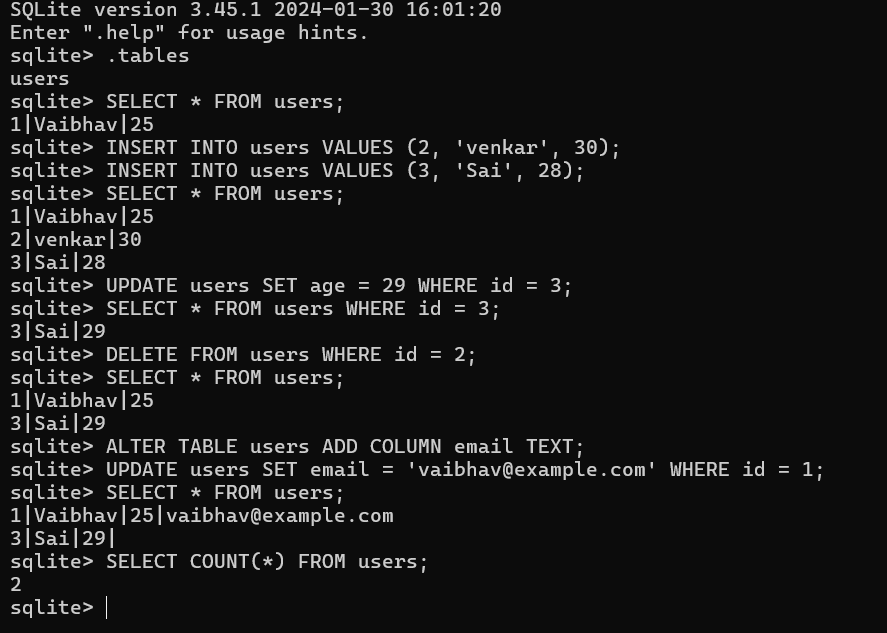 SQLite version 3.45.1 2024-01-30 16:01:20
Enter ".help" for usage hints.
sqlite> .tables
users
sqlite> SELECT * FROM users;
1|Vaibhav|25
sqlite> INSERT INTO users VALUES (2, 'venkar', 30);
sqlite> INSERT INTO users VALUES (3, 'Sai', 28);
sqlite> SELECT * FROM users;
1|Vaibhav|25
2|venkar|30
3|Sai|28
sqlite> UPDATE users SET age = 29 WHERE id = 3;
sqlite> SELECT * FROM users WHERE id = 3;
3|Sai|29
sqlite> DELETE FROM users WHERE id = 2;
sqlite> SELECT * FROM users;
1|Vaibhav|25
3|Sai|29
sqlite> ALTER TABLE users ADD COLUMN email TEXT;
sqlite> UPDATE users SET email = 'vaibhav@example.com' WHERE id = 1;
sqlite> SELECT * FROM users;
1|Vaibhav|25|vaibhav@example.com
3|Sai|29|
sqlite> SELECT COUNT(*) FROM users;
2
sqlite>